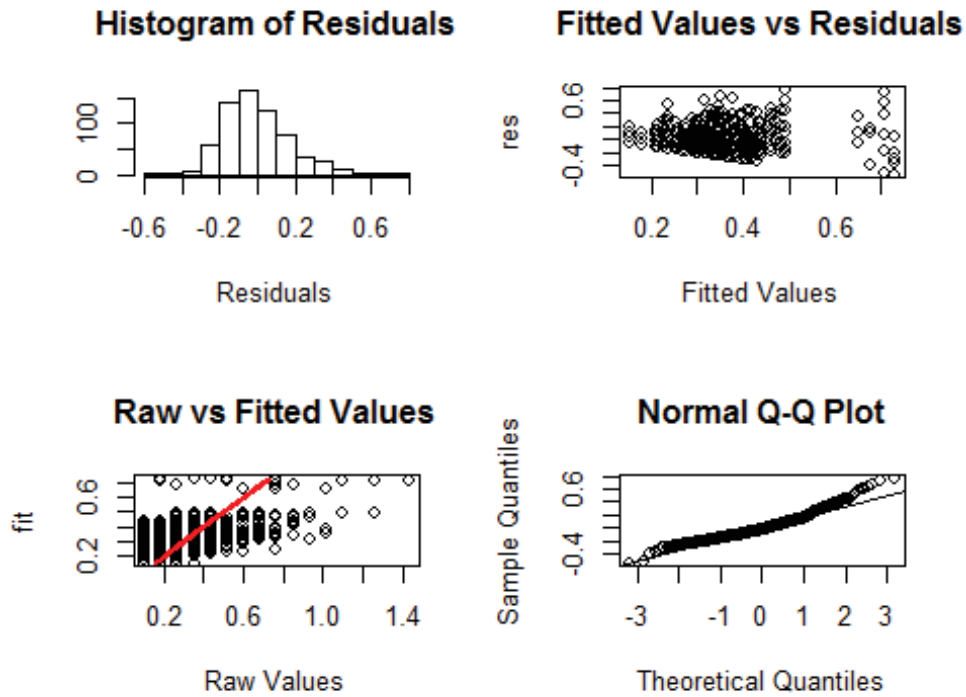 Histogram of Residuals
100
0
-0.6
-0.2
0.2
0.6
Residuals
Fitted Values vs Residuals
res
0.6
-0.4
0.2
0.4
0.6
Fitted Values
Raw vs Fitted Values
fit
0.6
0.2
0.2
0.6
1.0
1.4
Raw Values
Normal Q-Q Plot
Sample Quantiles
0.6
-0.4
-3
-1
0
1
2
3
Theoretical Quantiles